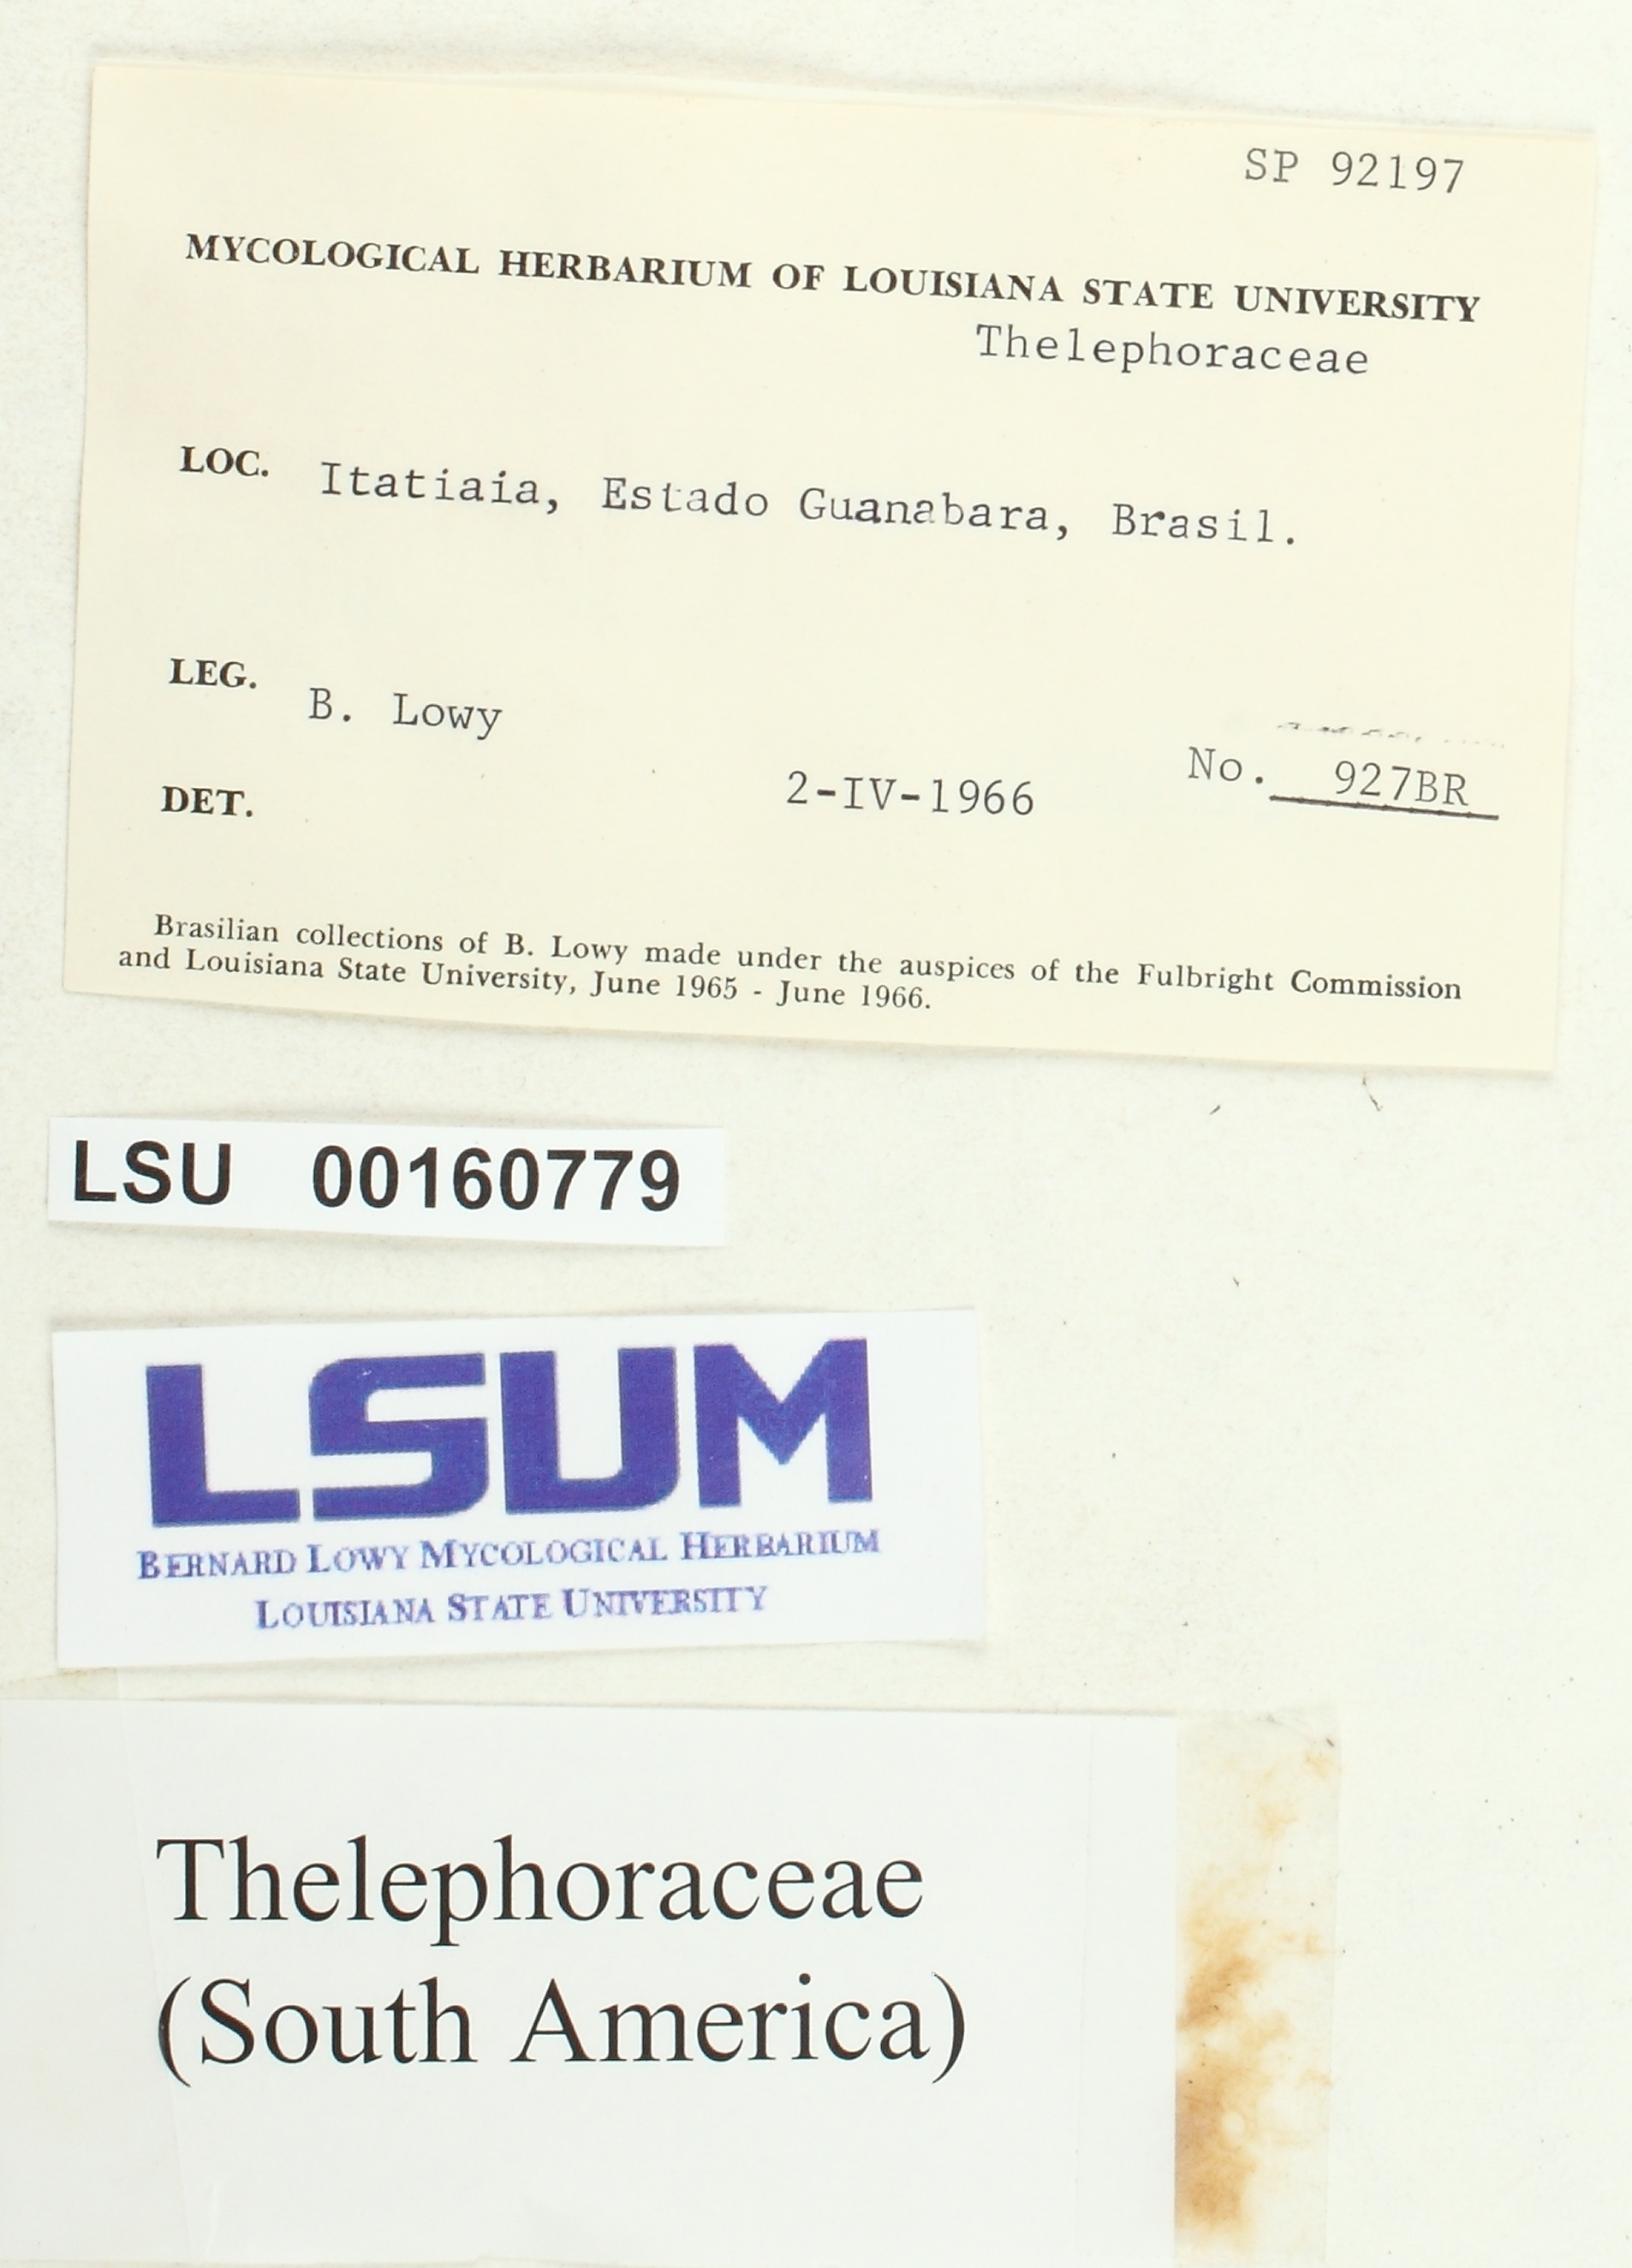 SP 92197
MYCOLOGICAL HERBARIUM OF LOUISIANA STATE UNIVERSITY
Thelephoraceae
LOC. Itatiaia, Estado Guanabara, Brasil.
LEG. B. Lowy
DET. 2-IV-1966 No. 927BR
Brasilian collections of B. Lowy made under the auspices of the Fulbright Commission
and Louisiana State University, June 1965 - June 1966.
LSU 00160779
LSUM
BERNARD LOWY MYCOLOGICAL HERBARIUM
LOUISIANA STATE UNIVERSITY
Thelephoraceae
(South America)